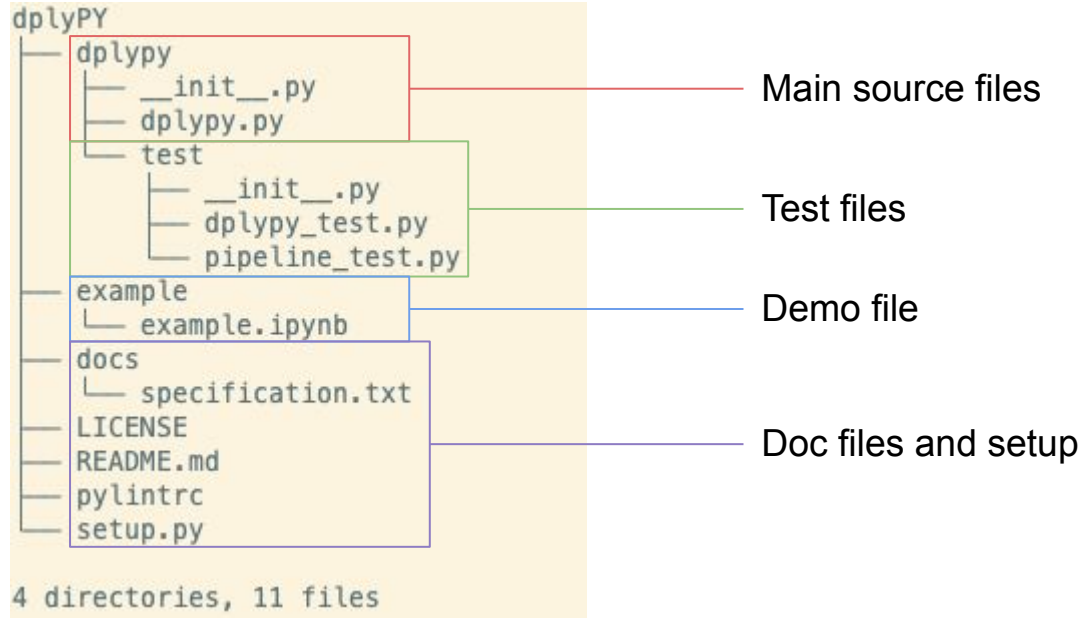 dplyPY
├── dplypy
│   ├── __init__.py
│   ├── dplypy.py
│   └── test
│       ├── __init__.py
│       ├── dplypy_test.py
│       └── pipeline_test.py
├── example
│   └── example.ipynb
├── docs
│   └── specification.txt
├── LICENSE
├── README.md
├── pylintrc
└── setup.py
4 directories, 11 files
Main source files
Test files
Demo file
Doc files and setup